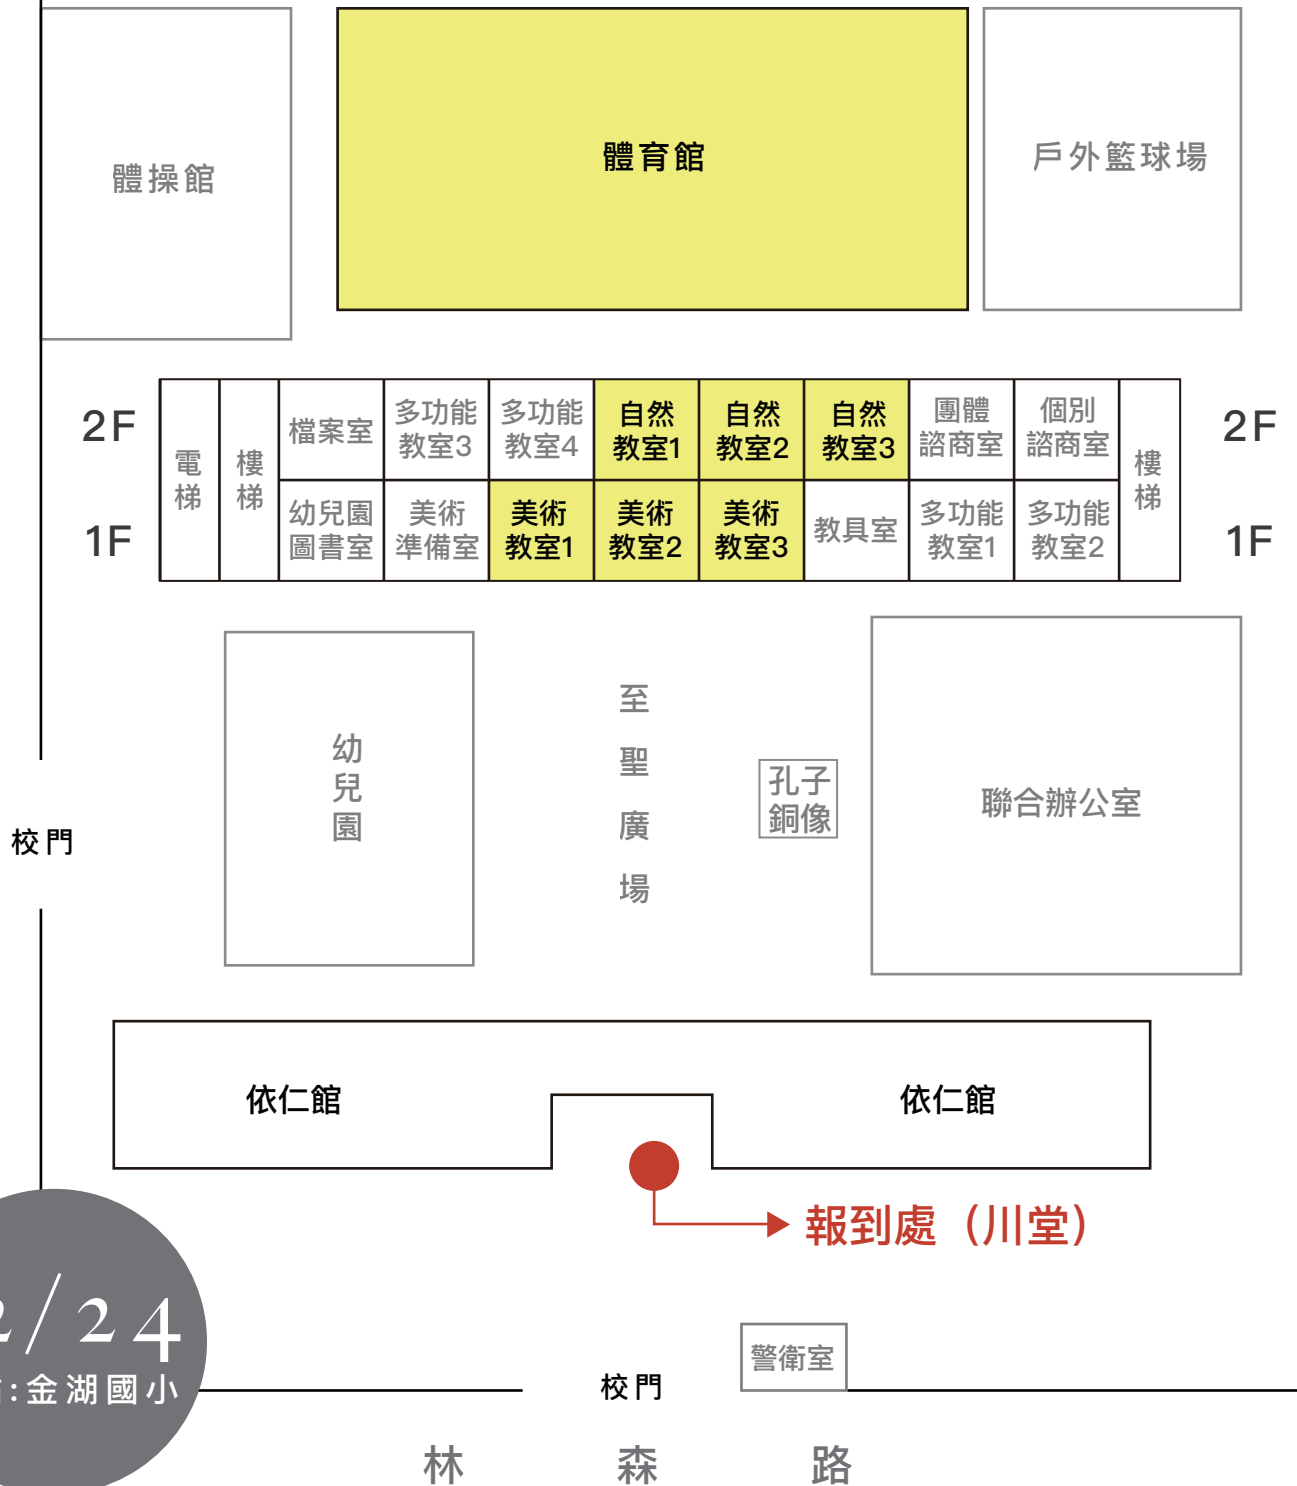 體操館
體育館
戶外籃球場
2F
電梯
樓梯
檔案室
多功能
教室3
多功能
教室4
自然
教室1
自然
教室2
自然
教室3
團體
諮商室
個別
諮商室
樓梯
2F
1F
幼兒園
圖書室
美術
準備室
美術
教室1
美術
教室2
美術
教室3
教具室
多功能
教室1
多功能
教室2
1F
幼兒園
至聖廣場
孔子
銅像
聯合辦公室
校門
依仁館
依仁館
報到處（川堂）
2/24
:金湖國小
警衛室
校門
林森路